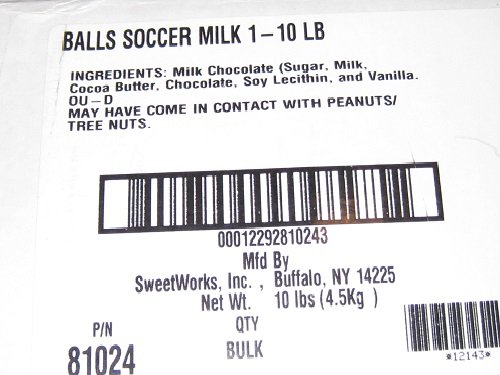 BALLS SOCCER MILK 1-10 LB
INGREDIENTS: Milk Chocolate (Sugar, Milk,
Cocoa Butter, Chocolate, Soy Lecithin, and Vanilla.
OU-D
MAY HAVE COME IN CONTACT WITH PEANUTS/
TREE NUTS.
00012292810243
Mfd By
SweetWorks, Inc. , Buffalo, NY 14225
Net Wt. 10 lbs (4.5Kg )
P/N QTY
81024 BULK
*12143*